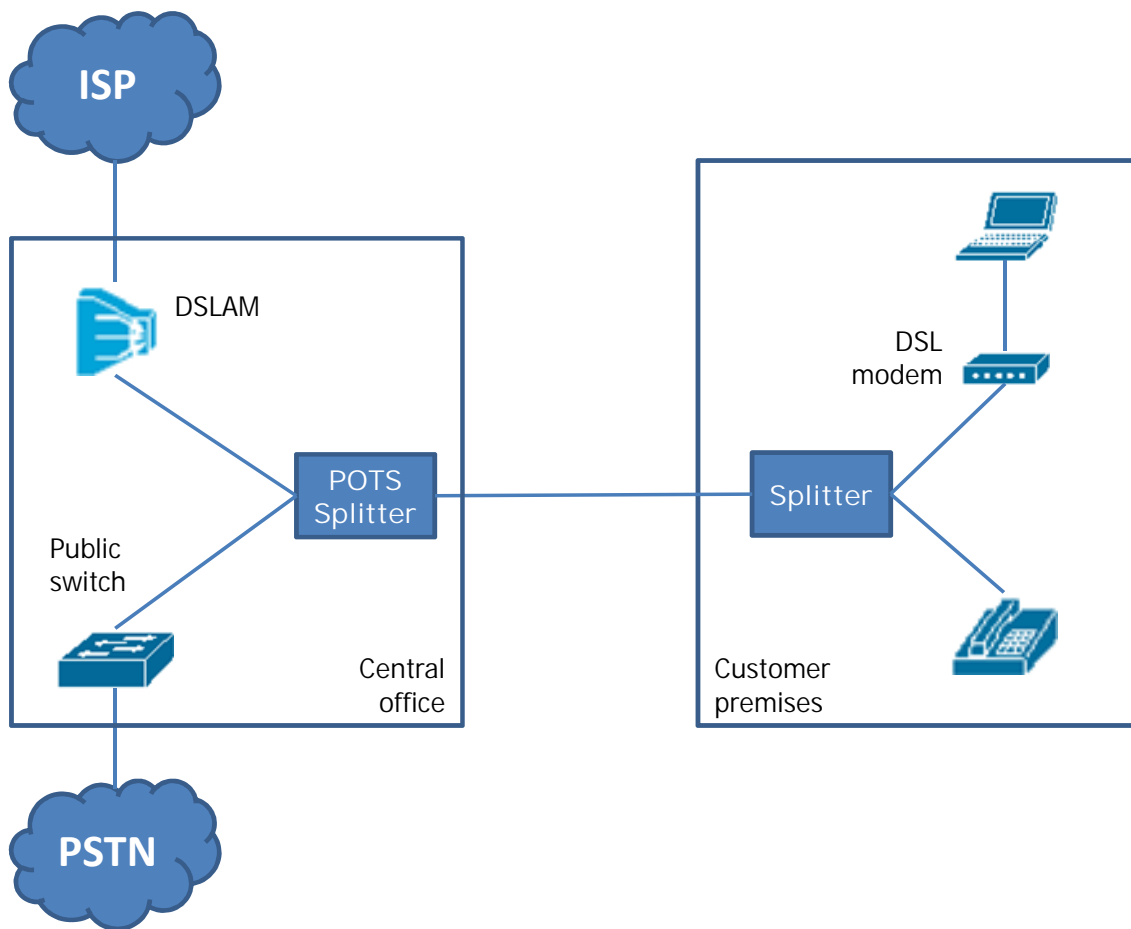 ISP
DSLAM
DSL
modem
POTS
Splitter
Splitter
Public
switch
Central
office
Customer
premises
PSTN